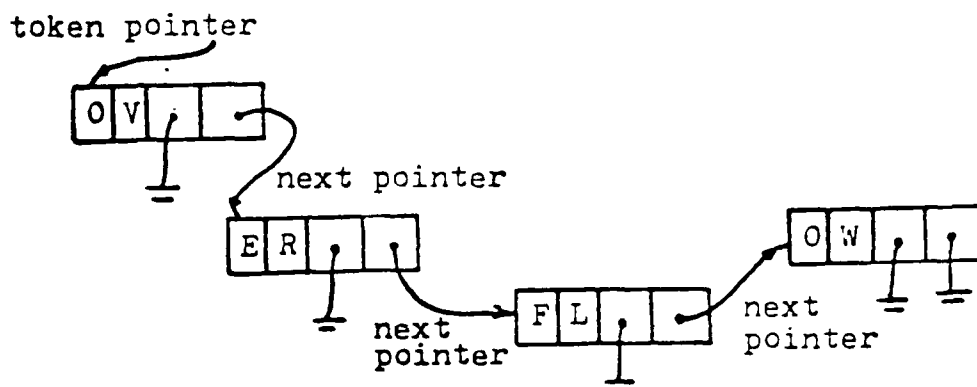 token pointer
O V
next pointer
E R
O W
F L
next
pointer
next
pointer